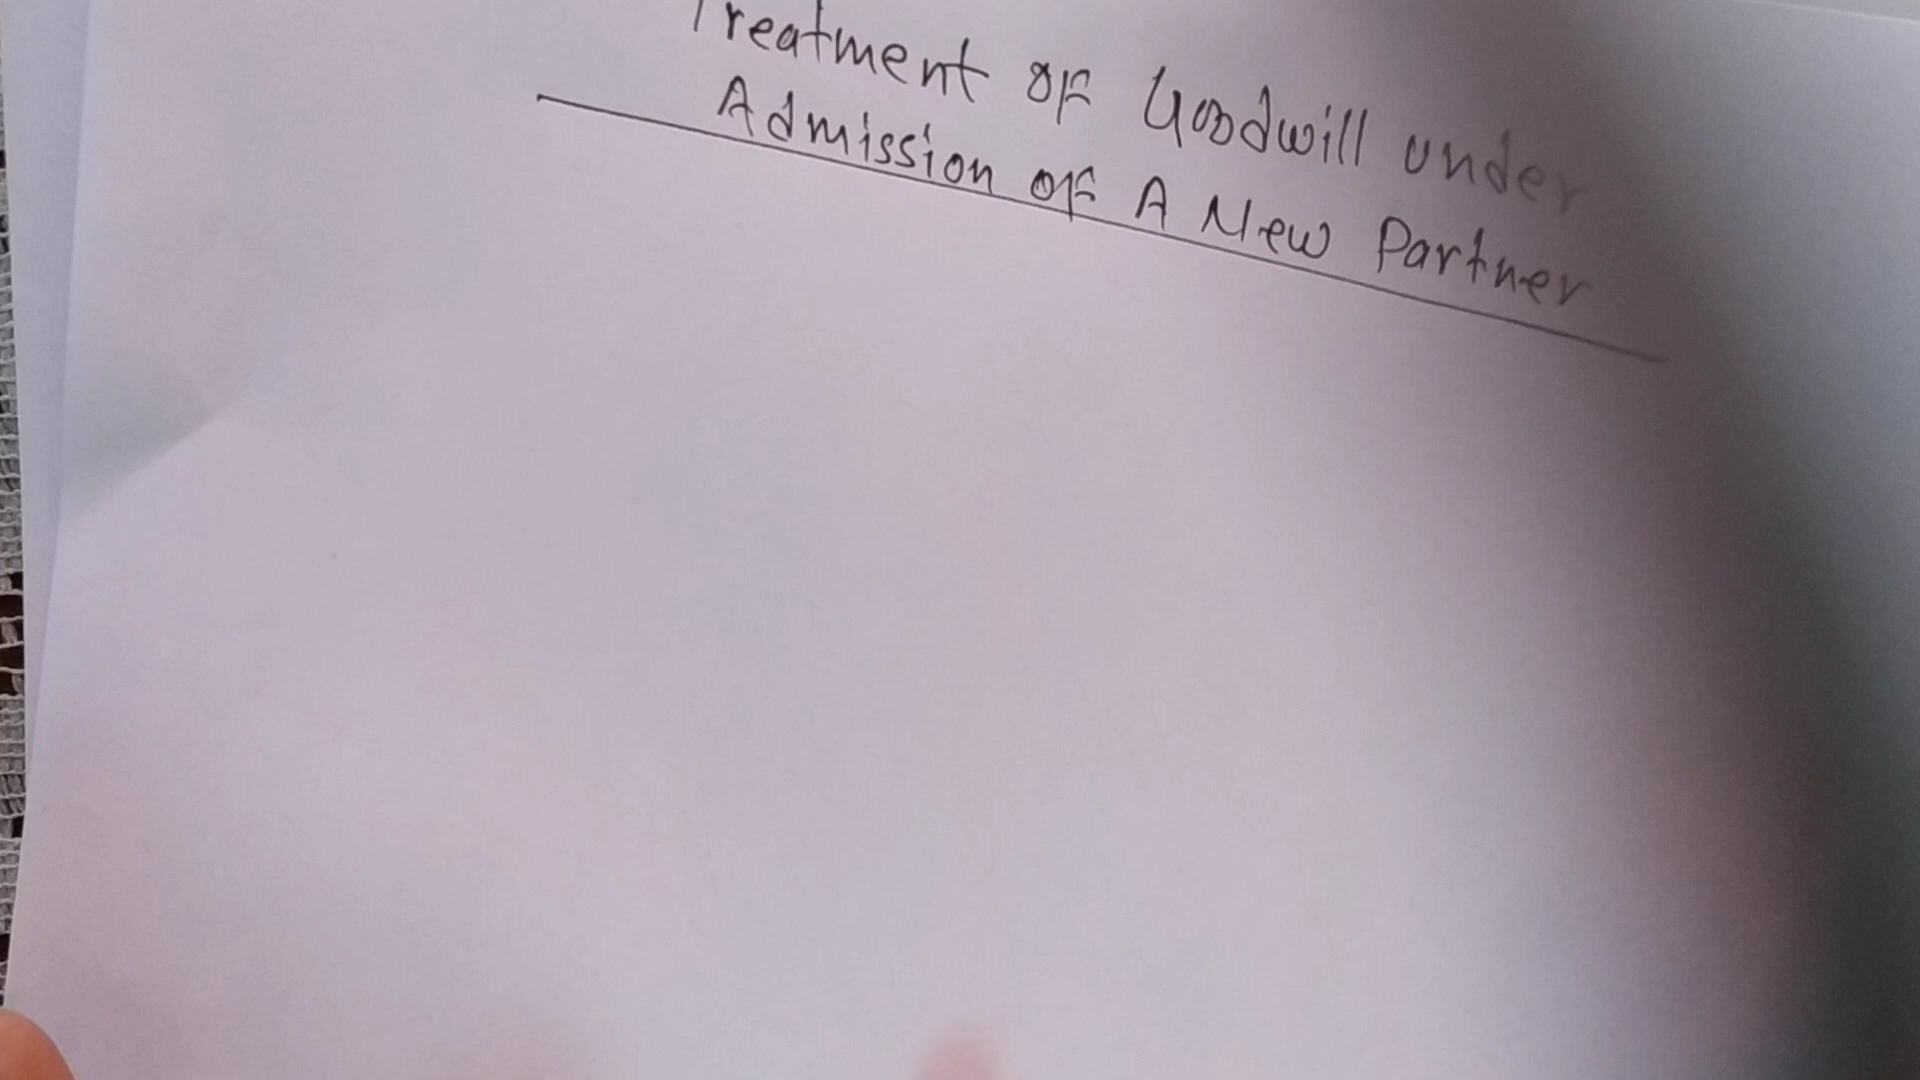 Treatment OF Goodwill under
Admission OF A New Partner